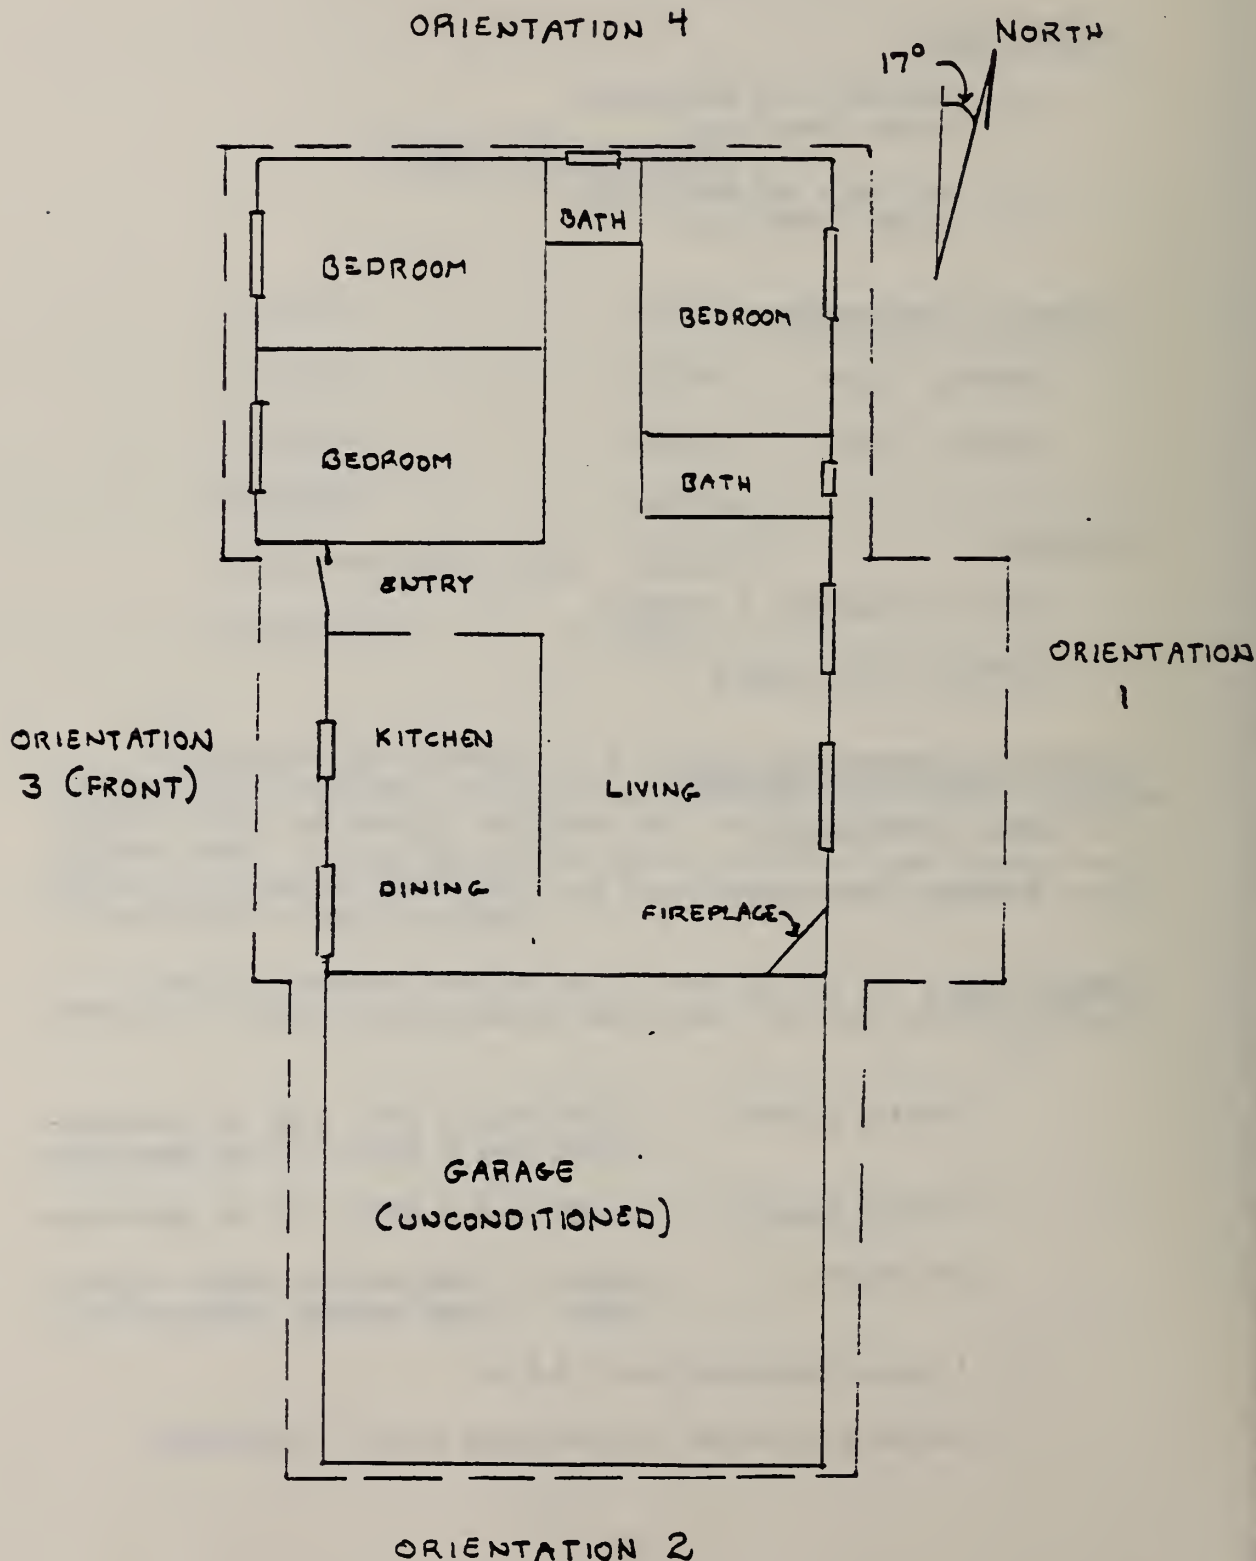 ORIENTATION 4
NORTH
17°
BATH
BEDROOM
BEDROOM
BEDROOM
BATH
ENTRY
ORIENTATION
1
ORIENTATION
3 (FRONT)
KITCHEN
LIVING
DINING
FIREPLACE
GARAGE
(UNCONDITIONED)
ORIENTATION 2